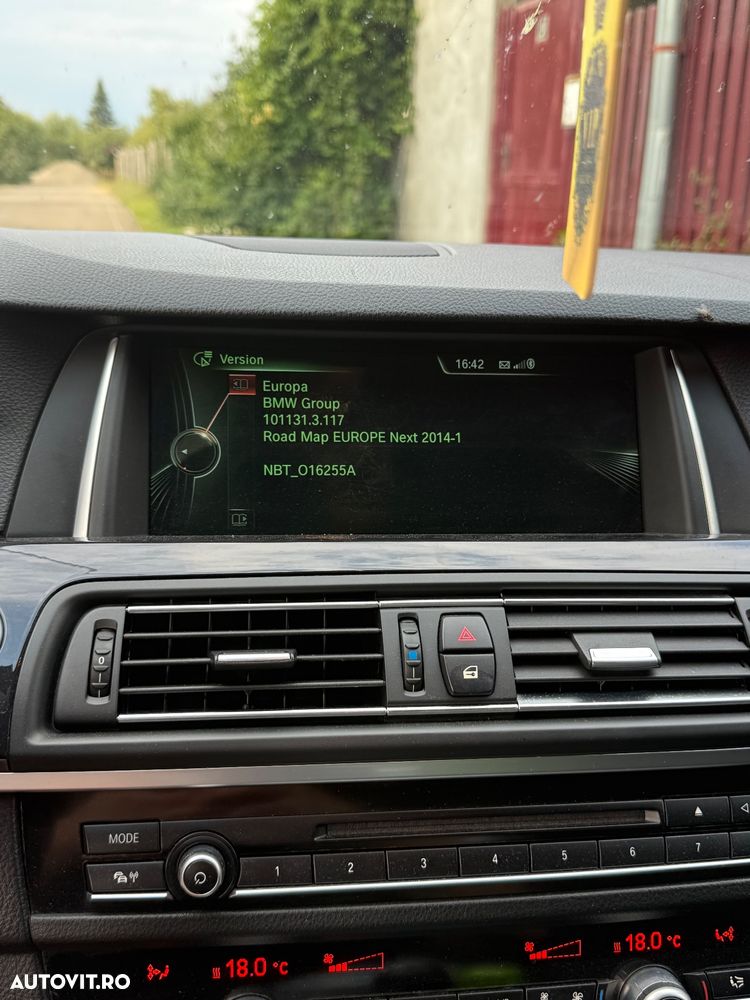 Version
16:42
Europa
BMW Group
101131.3.117
Road Map EUROPE Next 2014-1
NBT_O16255A
0
MODE
1
2
3
4
5
6
7
18.0 °C
18.0 °C
AUTOVIT.RO